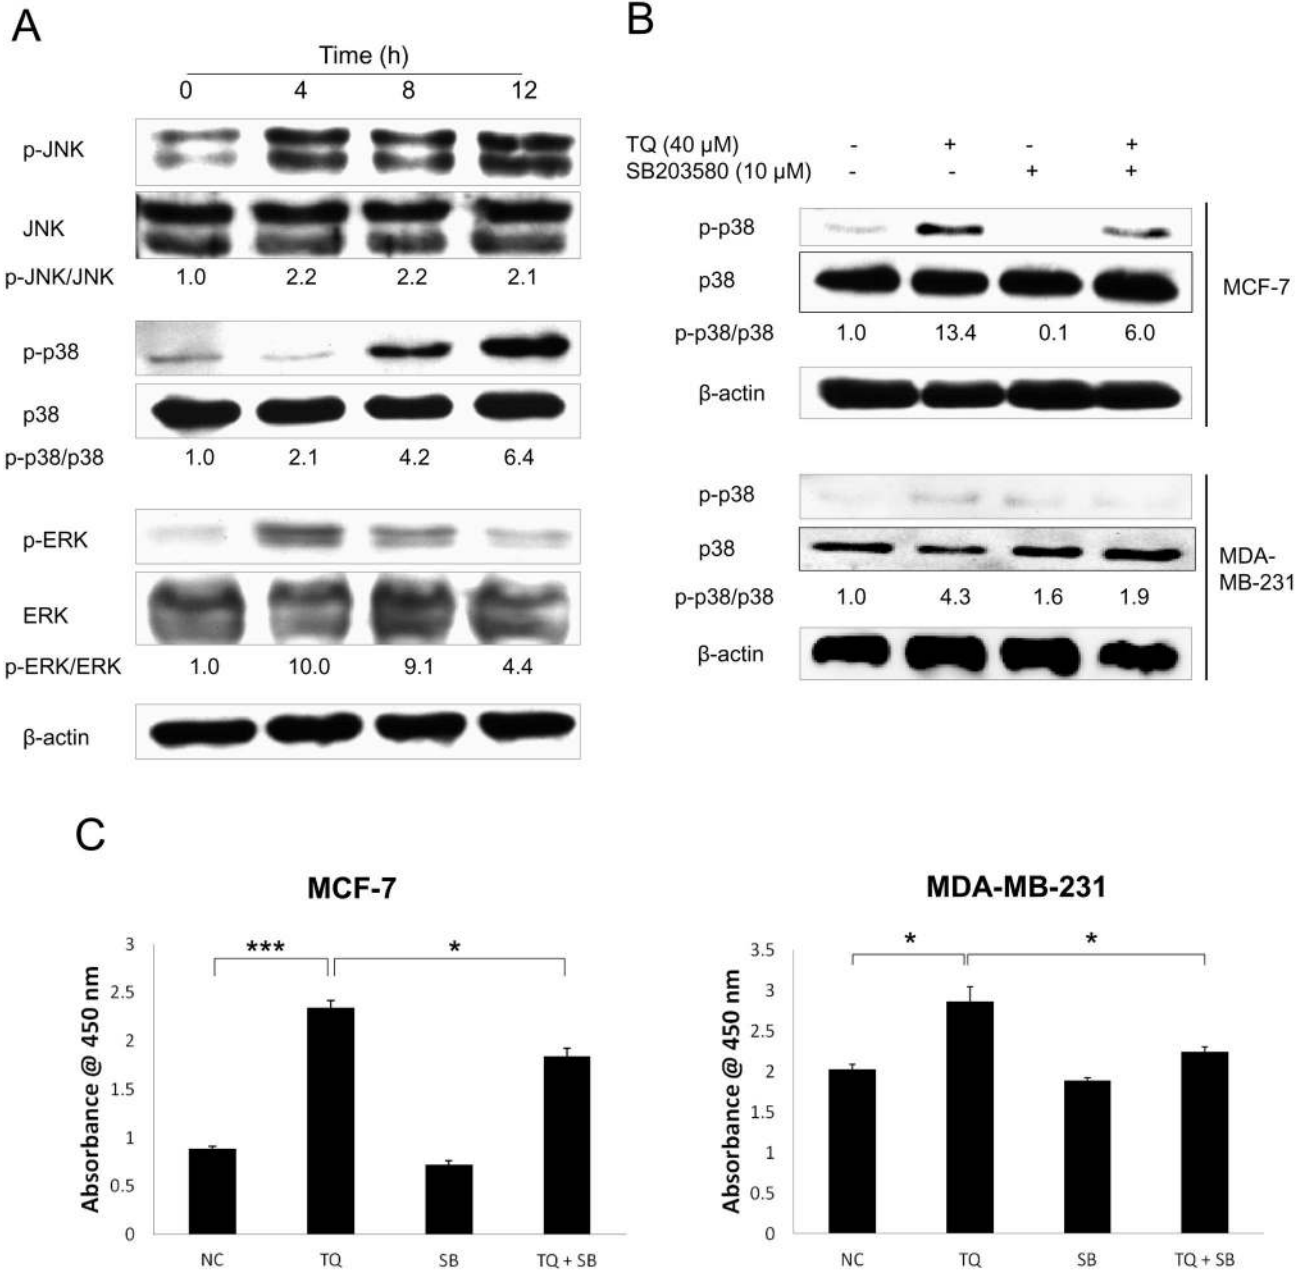 A
Time (h)
0 4 8 12
p-JNK
JNK
p-JNK/JNK 1.0 2.2 2.2 2.1
p-p38
p38
p-p38/p38 1.0 2.1 4.2 6.4
p-ERK
ERK
p-ERK/ERK 1.0 10.0 9.1 4.4
β-actin
B
TQ (40 µM) - + - +
SB203580 (10 µM) - - + +
p-p38
p38
p-p38/p38 1.0 13.4 0.1 6.0
β-actin
MCF-7
p-p38
p38
p-p38/p38 1.0 4.3 1.6 1.9
β-actin
MDA-
MB-231
C
MCF-7
Absorbance @ 450 nm
3
2.5
2
1.5
1
0.5
0
*** *
NC TQ SB TQ + SB
MDA-MB-231
Absorbance @ 450 nm
3.5
3
2.5
2
1.5
1
0.5
0
* *
NC TQ SB TQ + SB